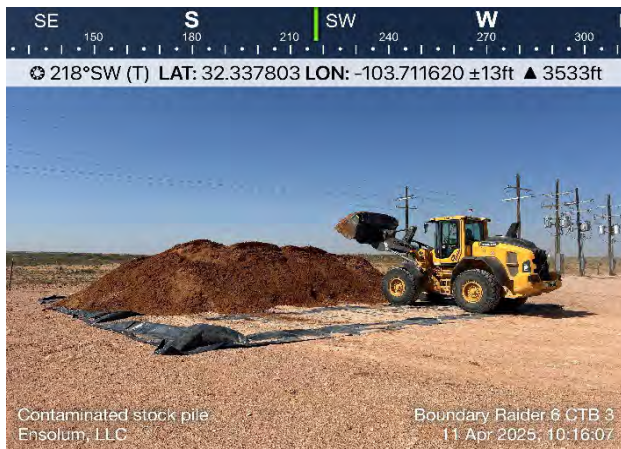 SE S SW W
150 180 210 240 270 300
218°SW (T) LAT: 32.337803 LON: -103.711620 ±13ft ▲ 3533ft
Contaminated stock pile
Ensolum, LLC
Boundary Raider 6 CTB 3
11 Apr 2025, 10:16:07